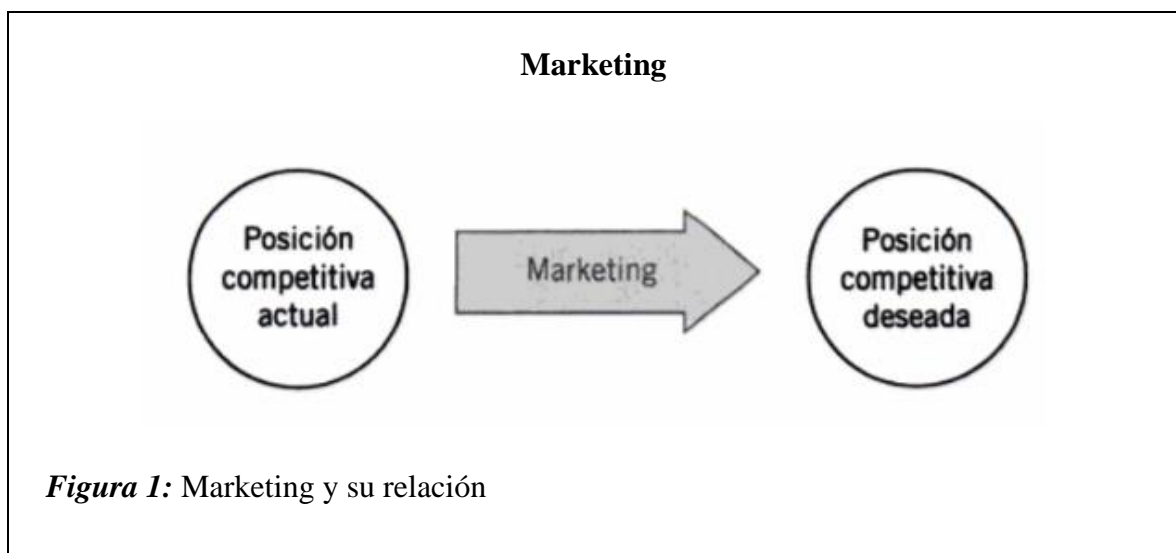 Marketing
Posición
competitiva
actual
Marketing
Posición
competitiva
deseada
Figura 1: Marketing y su relación